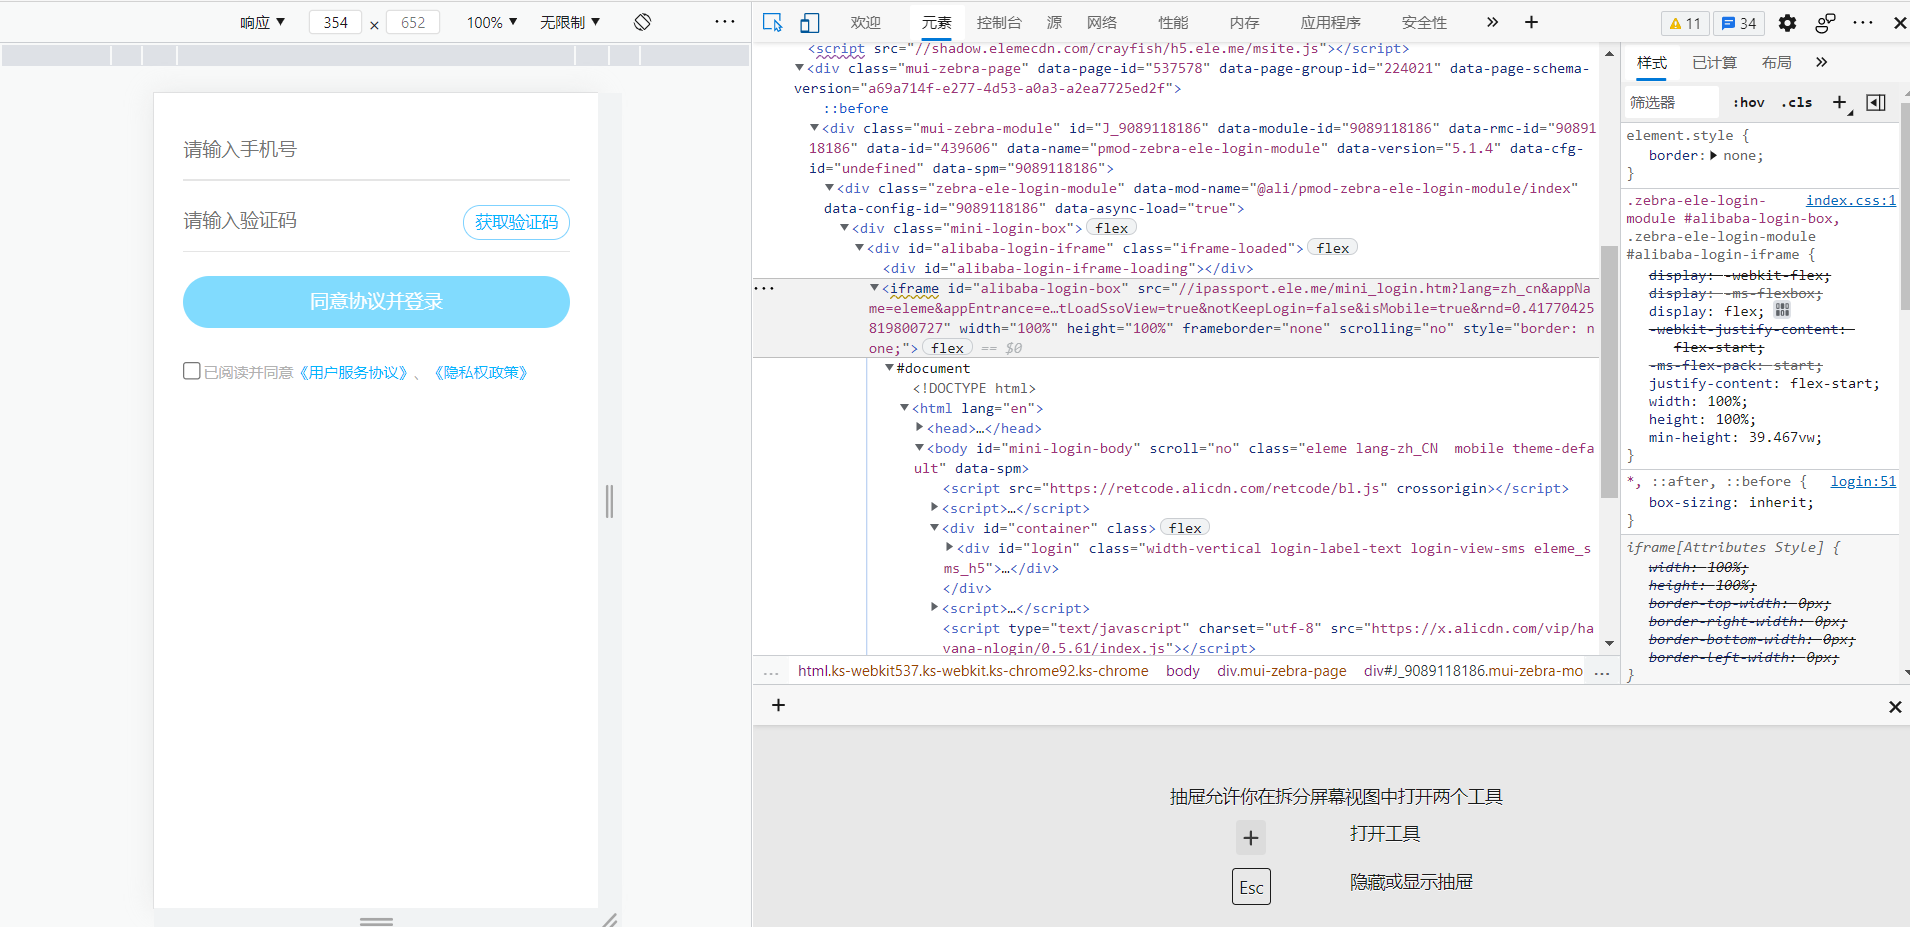 响应 ▼ 354 × 652 100% ▼ 无限制 ▼ ···
请输入手机号
请输入验证码 获取验证码
同意协议并登录
已阅读并同意《用户服务协议》、《隐私权政策》
欢迎 元素 控制台 源 网络 性能 内存 应用程序 安全性 » + 11 34 ···
<script src="//shadow.elemecdn.com/crayfish/h5.ele.me/msite.js"></script>
▼<div class="mui-zebra-page" data-page-id="537578" data-page-group-id="224021" data-page-schema-
version="a69a714f-e277-4d53-a0a3-a2ea7725ed2f">
::before
▼<div class="mui-zebra-module" id="J_9089118186" data-module-id="9089118186" data-rmc-id="90891
18186" data-id="439606" data-name="pmod-zebra-ele-login-module" data-version="5.1.4" data-cfg-
id="undefined" data-spm="9089118186">
▼<div class="zebra-ele-login-module" data-mod-name="@ali/pmod-zebra-ele-login-module/index"
data-config-id="9089118186" data-async-load="true">
▼<div class="mini-login-box"> flex
▼<div id="alibaba-login-iframe" class="iframe-loaded"> flex
<div id="alibaba-login-iframe-loading"></div>
··· ▼<iframe id="alibaba-login-box" src="//ipassport.ele.me/mini_login.htm?lang=zh_cn&appNa
me=eleme&appEntrance=e…tLoadSsoView=true&notKeepLogin=false&isMobile=true&rnd=0.41770425
819800727" width="100%" height="100%" frameborder="none" scrolling="no" style="border: n
one;"> flex == $0
▼#document
<!DOCTYPE html>
▼<html lang="en">
▶<head>…</head>
▼<body id="mini-login-body" scroll="no" class="eleme lang-zh_CN  mobile theme-defa
ult" data-spm>
<script src="https://retcode.alicdn.com/retcode/bl.js" crossorigin></script>
▶<script>…</script>
▼<div id="container" class> flex
▶<div id="login" class="width-vertical login-label-text login-view-sms eleme_s
ms_h5">…</div>
</div>
▶<script>…</script>
<script type="text/javascript" charset="utf-8" src="https://x.alicdn.com/vip/ha
vana-nlogin/0.5.61/index.js"></script>
... html.ks-webkit537.ks-webkit.ks-chrome92.ks-chrome body div.mui-zebra-page div#J_9089118186.mui-zebra-mo ...
样式 已计算 布局 »
筛选器 :hov .cls +
element.style {
border:▶ none;
}
.zebra-ele-login- index.css:1
module #alibaba-login-box,
.zebra-ele-login-module
#alibaba-login-iframe {
display: -webkit-flex;
display: -ms-flexbox;
display: flex;
-webkit-justify-content:
flex-start;
-ms-flex-pack: start;
justify-content: flex-start;
width: 100%;
height: 100%;
min-height: 39.467vw;
}
*, ::after, ::before { login:51
box-sizing: inherit;
}
iframe[Attributes Style] {
width: 100%;
height: 100%;
border-top-width: 0px;
border-right-width: 0px;
border-bottom-width: 0px;
border-left-width: 0px;
}
+
抽屉允许你在拆分屏幕视图中打开两个工具
+ 打开工具
Esc 隐藏或显示抽屉